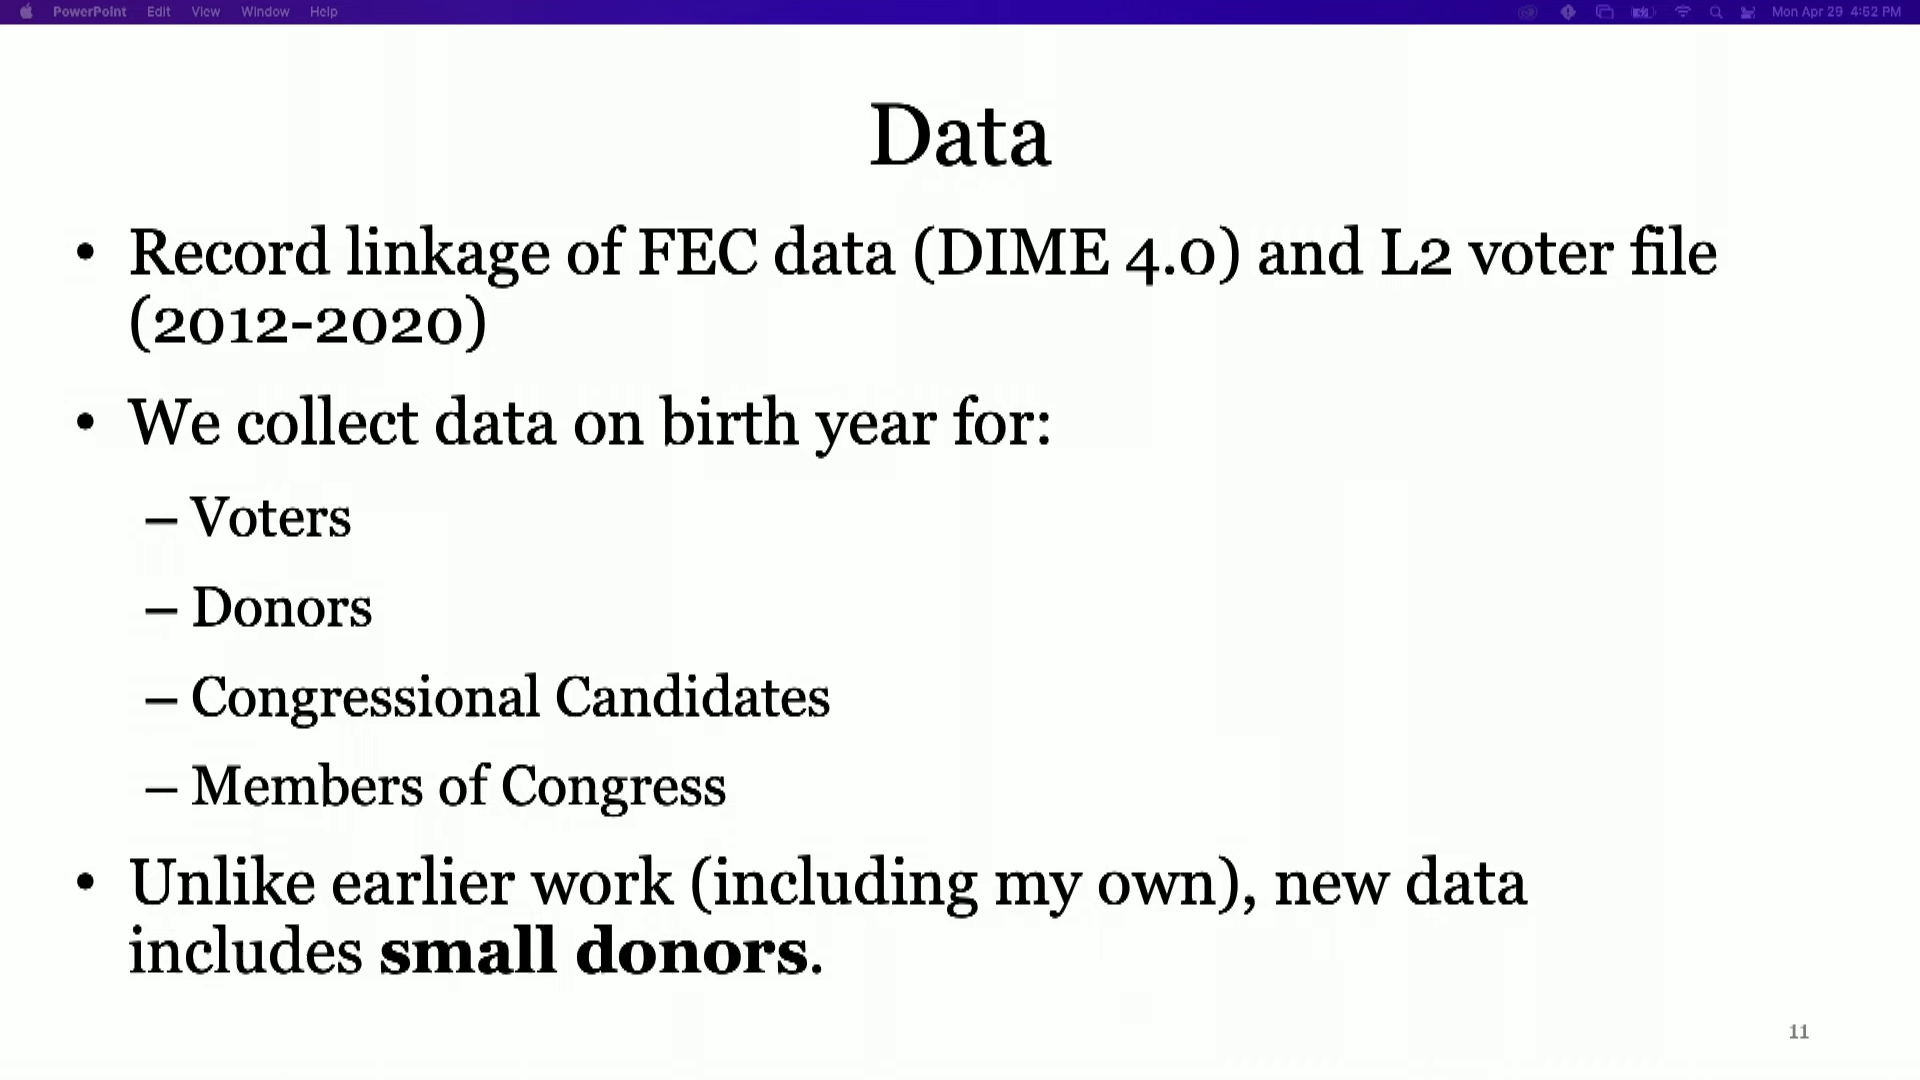 PowerPoint Edit View Window Help Mon Apr 29 4:52 PM
Data
• Record linkage of FEC data (DIME 4.0) and L2 voter file
(2012-2020)
• We collect data on birth year for:
– Voters
– Donors
– Congressional Candidates
– Members of Congress
• Unlike earlier work (including my own), new data
includes small donors.
11